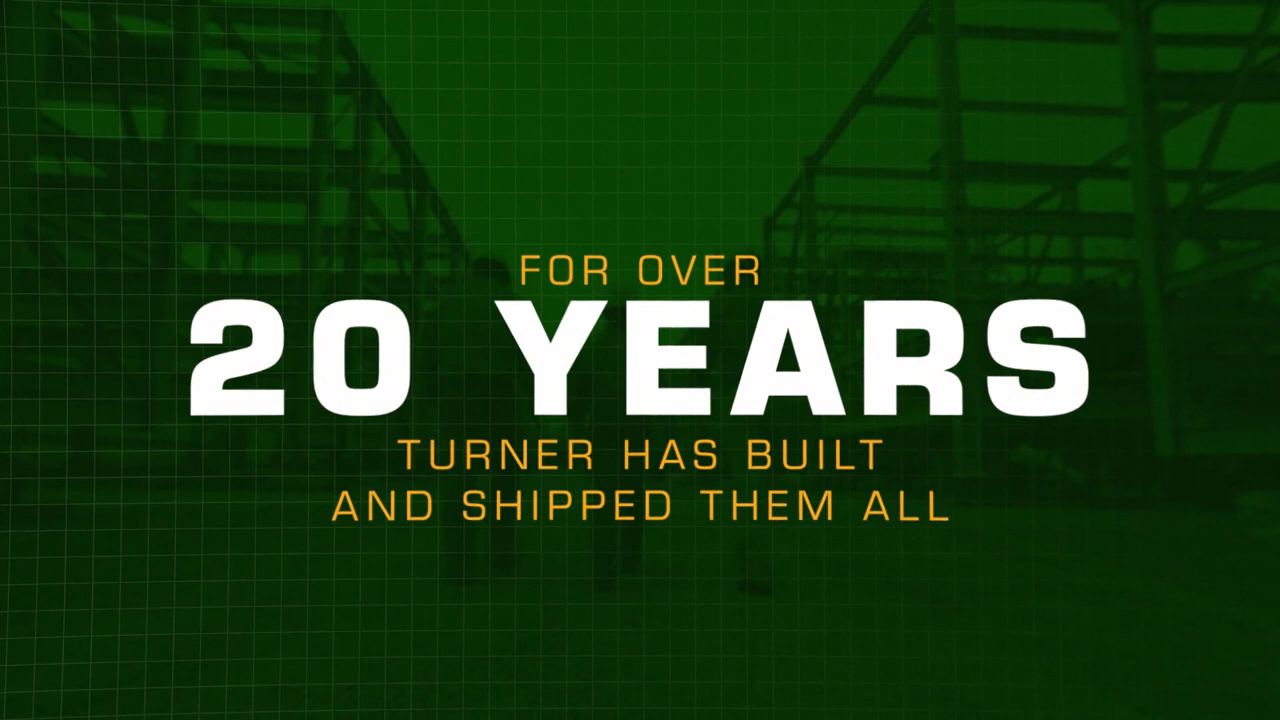 FOR OVER
20 YEARS
TURNER HAS BUILT
AND SHIPPED THEM ALL